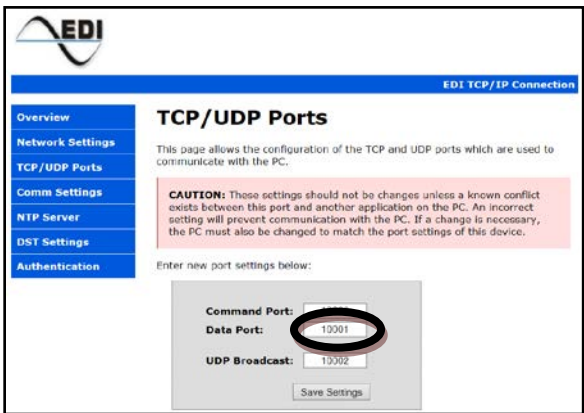 EDI
EDI TCP/IP Connection
Overview
Network Settings
TCP/UDP Ports
Comm Settings
NTP Server
DST Settings
Authentication
TCP/UDP Ports
This page allows the configuration of the TCP and UDP ports which are used to
communicate with the PC.
CAUTION: These settings should not be changes unless a known conflict
exists between this port and another application on the PC. An incorrect
setting will prevent communication with the PC. If a change is necessary,
the PC must also be changed to match the port settings of this device.
Enter new port settings below:
Command Port:
Data Port: 10001
UDP Broadcast: 10002
Save Settings